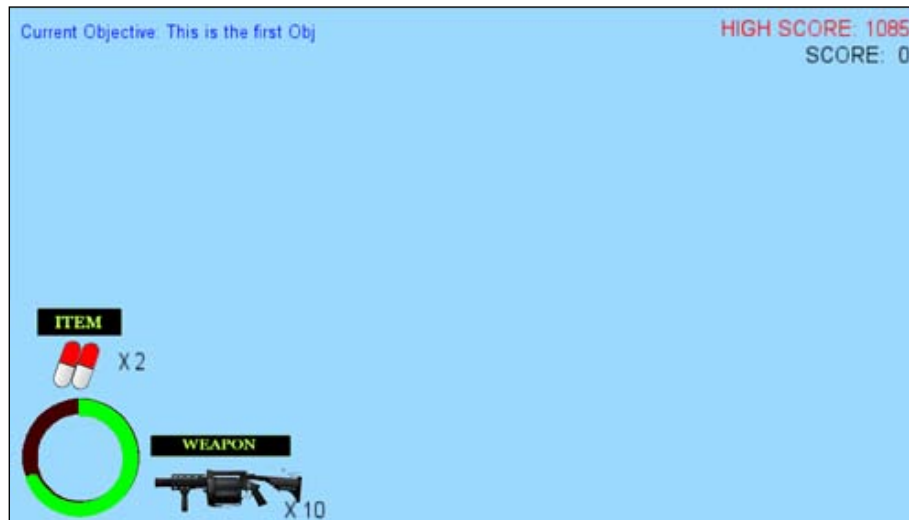 Current Objective: This is the first Obj
HIGH SCORE: 1085
SCORE: 0
ITEM
X 2
WEAPON
X 10